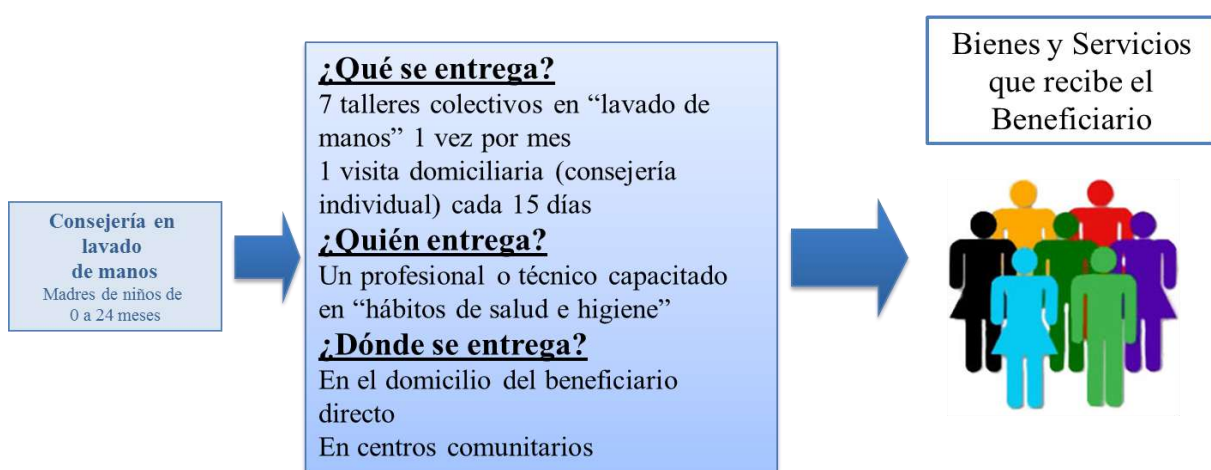 Consejería en
lavado
de manos
Madres de niños de
0 a 24 meses
¿Qué se entrega?
7 talleres colectivos en “lavado de
manos” 1 vez por mes
1 visita domiciliaria (consejería
individual) cada 15 días
¿Quién entrega?
Un profesional o técnico capacitado
en “hábitos de salud e higiene”
¿Dónde se entrega?
En el domicilio del beneficiario
directo
En centros comunitarios
Bienes y Servicios
que recibe el
Beneficiario